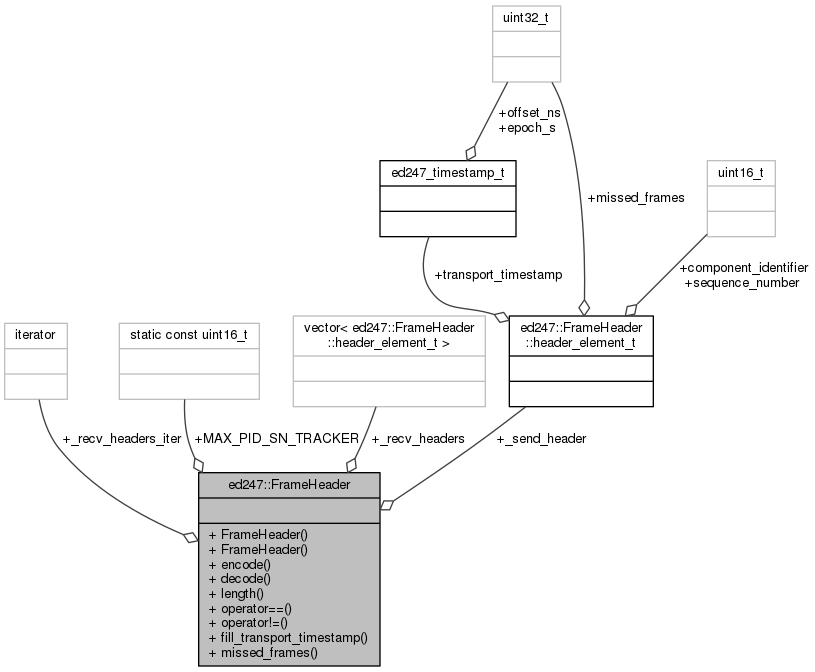 uint32_t
+offset_ns
+epoch_s
ed247_timestamp_t
uint16_t
+missed_frames
+transport_timestamp
+component_identifier
+sequence_number
iterator
static const uint16_t
vector< ed247::FrameHeader
::header_element_t >
ed247::FrameHeader
::header_element_t
+_recv_headers_iter
+MAX_PID_SN_TRACKER
+_recv_headers
+_send_header
ed247::FrameHeader
+ FrameHeader()
+ FrameHeader()
+ encode()
+ decode()
+ length()
+ operator==()
+ operator!=()
+ fill_transport_timestamp()
+ missed_frames()